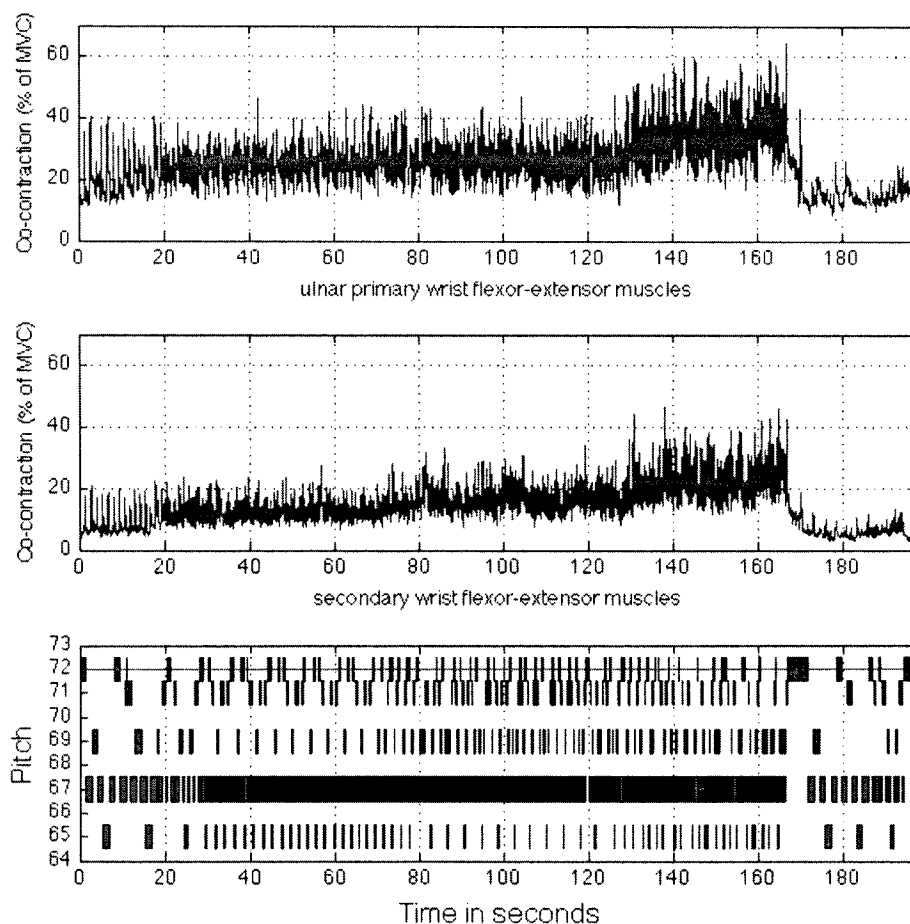 60
40
20
0
Co-contraction (% of MVC)
0 20 40 60 80 100 120 140 160 180
ulnar primary wrist flexor-extensor muscles
60
40
20
0
Co-contraction (% of MVC)
0 20 40 60 80 100 120 140 160 180
secondary wrist flexor-extensor muscles
73
72
71
70
69
68
67
66
65
64
Pitch
0 20 40 60 80 100 120 140 160 180
Time in seconds